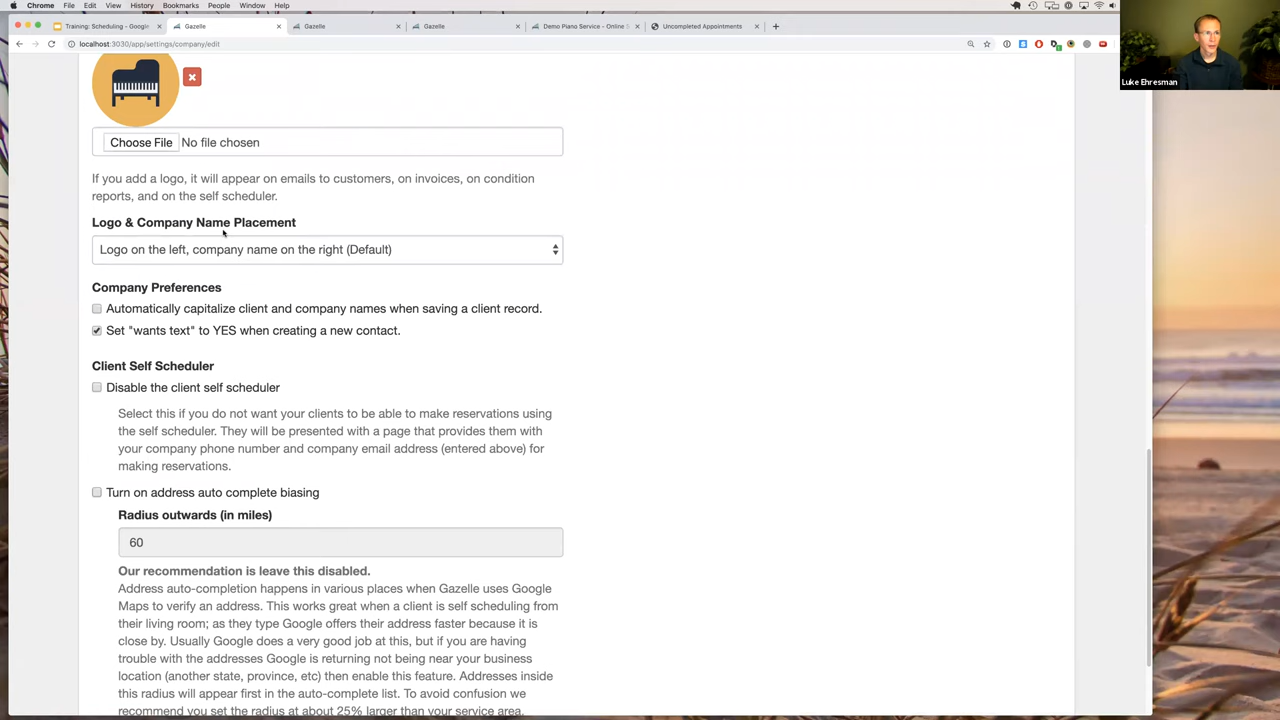 Chrome File Edit View History Bookmarks People Window Help
Training: Scheduling - Google
Gazelle
Gazelle
Gazelle
Demo Piano Service - Online S
Uncompleted Appointments
localhost:3030/app/settings/company/edit
Luke Ehresman
Choose File No file chosen
If you add a logo, it will appear on emails to customers, on invoices, on condition
reports, and on the self scheduler.
Logo & Company Name Placement
Logo on the left, company name on the right (Default)
Company Preferences
Automatically capitalize client and company names when saving a client record.
Set "wants text" to YES when creating a new contact.
Client Self Scheduler
Disable the client self scheduler
Select this if you do not want your clients to be able to make reservations using
the self scheduler. They will be presented with a page that provides them with
your company phone number and company email address (entered above) for
making reservations.
Turn on address auto complete biasing
Radius outwards (in miles)
60
Our recommendation is leave this disabled.
Address auto-completion happens in various places when Gazelle uses Google
Maps to verify an address. This works great when a client is self scheduling from
their living room; as they type Google offers their address faster because it is
close by. Usually Google does a very good job at this, but if you are having
trouble with the addresses Google is returning not being near your business
location (another state, province, etc) then enable this feature. Addresses inside
this radius will appear first in the auto-complete list. To avoid confusion we
recommend you set the radius at about 25% larger than your service area.